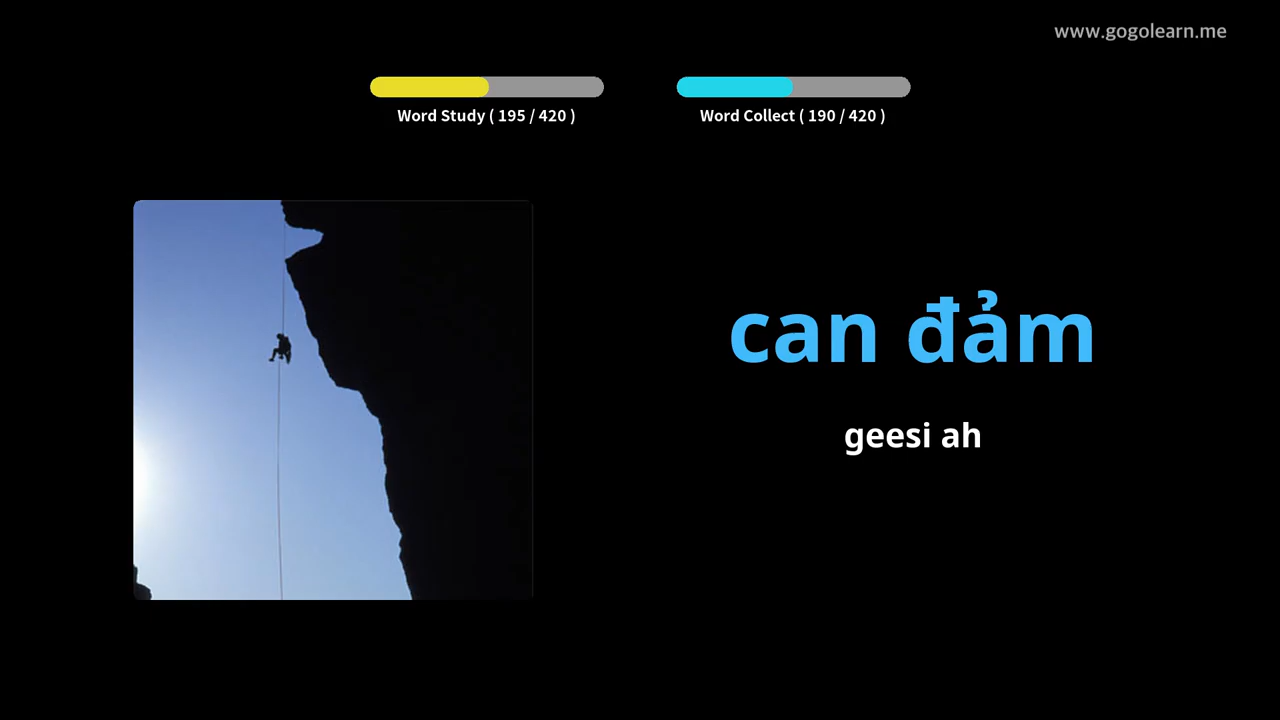 www.gogolearn.me
Word Study ( 195 / 420 )
Word Collect ( 190 / 420 )
can đảm
geesi ah